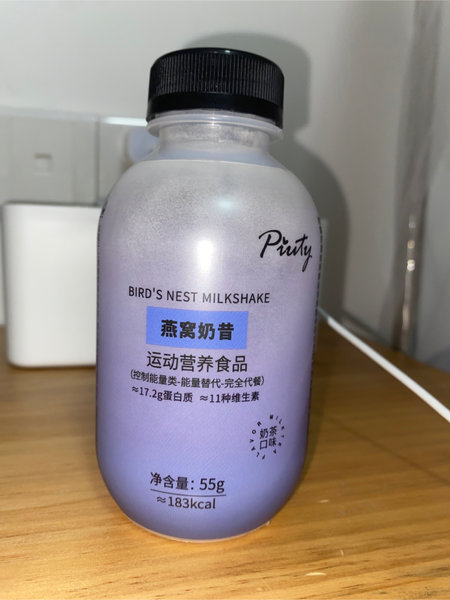 Piuty
BIRD'S NEST MILKSHAKE
燕窝奶昔
运动营养食品
(控制能量类-能量替代-完全代餐)
≈17.2g蛋白质 ≈11种维生素
MILKTEA FLAVOR
奶茶
口味
净含量：55g
≈183kcal